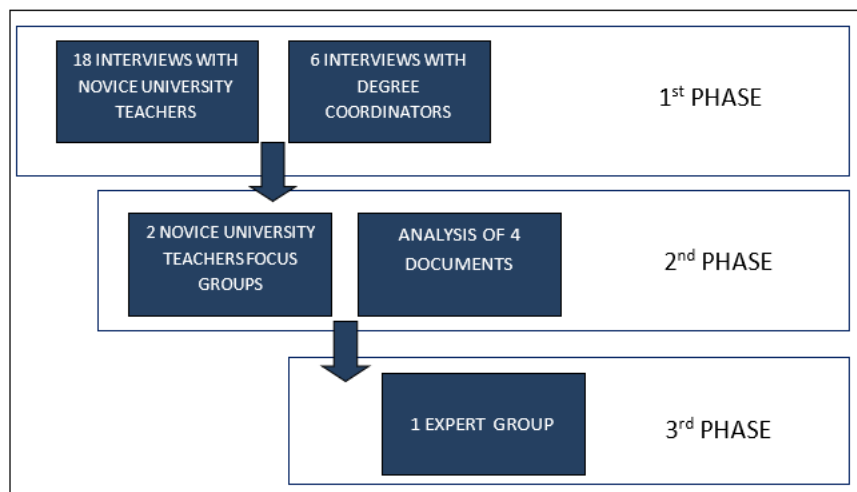 18 INTERVIEWS WITH
NOVICE UNIVERSITY
TEACHERS
6 INTERVIEWS WITH
DEGREE
COORDINATORS
1st PHASE
2 NOVICE UNIVERSITY
TEACHERS FOCUS
GROUPS
ANALYSIS OF 4
DOCUMENTS
2nd PHASE
1 EXPERT GROUP
3rd PHASE